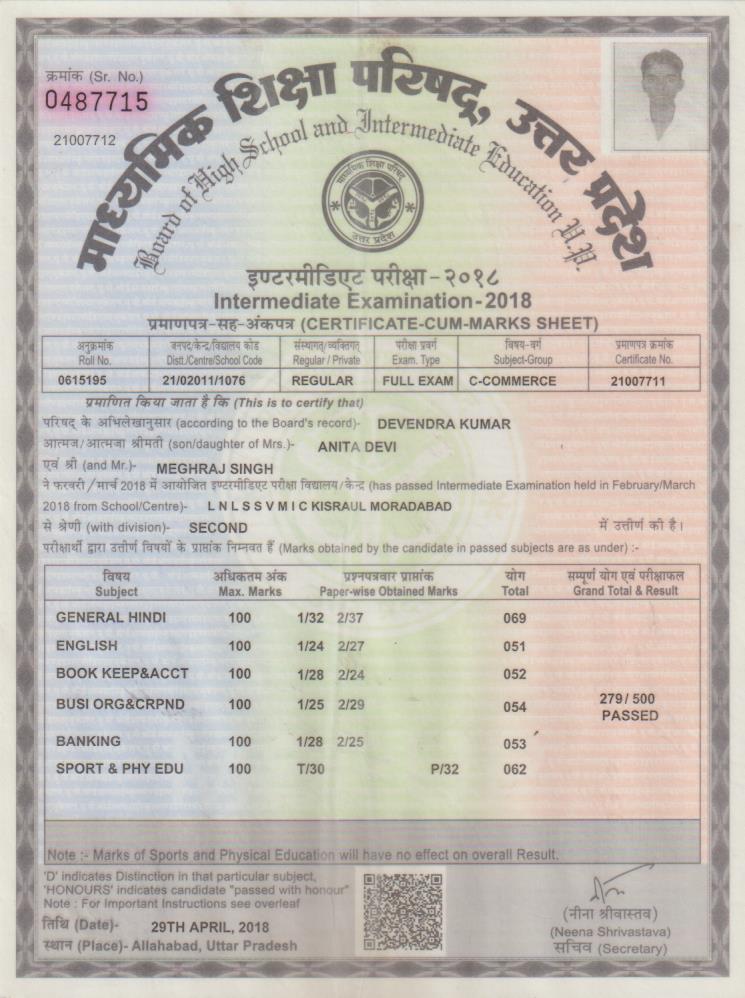 क्रमांक (Sr. No.)
0487715
21007712
माध्यमिक शिक्षा परिषद्, उत्तर प्रदेश
Board of High School and Intermediate Education U.P.
माध्यमिक शिक्षा परिषद्
उत्तर प्रदेश
इण्टरमीडिएट परीक्षा - २०१८
Intermediate Examination - 2018
प्रमाणपत्र-सह-अंकपत्र (CERTIFICATE-CUM-MARKS SHEET)
अनुक्रमांक जनपद/केन्द्र/विद्यालय कोड संस्थागत/व्यक्तिगत परीक्षा प्रवर्ग विषय-वर्ग प्रमाणपत्र क्रमांक
Roll No. Distt./Centre/School Code Regular / Private Exam. Type Subject-Group Certificate No.
0615195 21/02011/1076 REGULAR FULL EXAM C-COMMERCE 21007711
प्रमाणित किया जाता है कि (This is to certify that)
परिषद् के अभिलेखानुसार (according to the Board's record)- DEVENDRA KUMAR
आत्मज/आत्मजा श्रीमती (son/daughter of Mrs.)- ANITA DEVI
एवं श्री (and Mr.)- MEGHRAJ SINGH
ने फरवरी/मार्च 2018 में आयोजित इण्टरमीडिएट परीक्षा विद्यालय/केन्द्र (has passed Intermediate Examination held in February/March
2018 from School/Centre)- L N L S S V M I C KISRAUL MORADABAD
से श्रेणी (with division)- SECOND में उत्तीर्ण की है।
परीक्षार्थी द्वारा उत्तीर्ण विषयों के प्राप्तांक निम्नवत हैं (Marks obtained by the candidate in passed subjects are as under) :-
विषय अधिकतम अंक प्रश्नपत्रवार प्राप्तांक योग सम्पूर्ण योग एवं परीक्षाफल
Subject Max. Marks Paper-wise Obtained Marks Total Grand Total & Result
GENERAL HINDI 100 1/32 2/37 069
ENGLISH 100 1/24 2/27 051
BOOK KEEP&ACCT 100 1/28 2/24 052
BUSI ORG&CRPND 100 1/25 2/29 054 279/ 500
PASSED
BANKING 100 1/28 2/25 053
SPORT & PHY EDU 100 T/30 P/32 062
Note :- Marks of Sports and Physical Education will have no effect on overall Result.
'D' indicates Distinction in that particular subject,
'HONOURS' indicates candidate "passed with honour"
Note : For Important Instructions see overleaf
तिथि (Date)- 29TH APRIL, 2018
स्थान (Place)- Allahabad, Uttar Pradesh
(नीना श्रीवास्तव)
(Neena Shrivastava)
सचिव (Secretary)